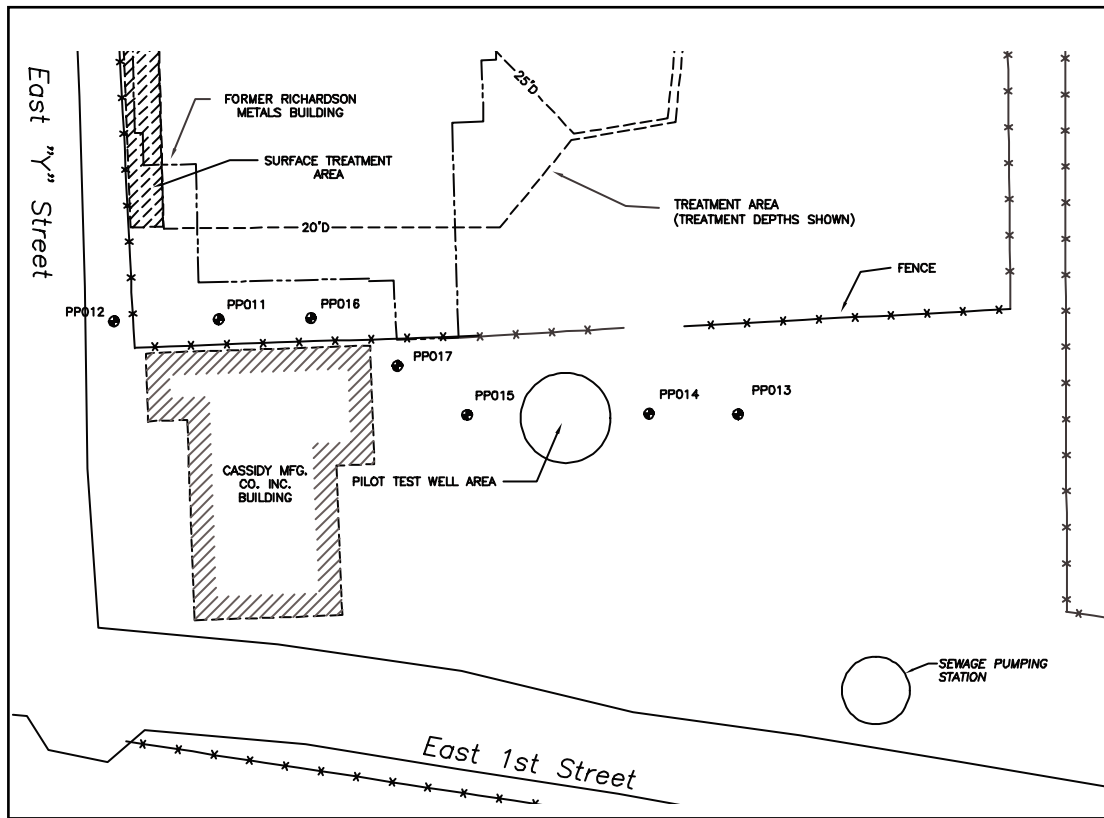 East "Y" Street
FORMER RICHARDSON
METALS BUILDING
SURFACE TREATMENT
AREA
25'D
20'D
TREATMENT AREA
(TREATMENT DEPTHS SHOWN)
FENCE
PP012
PP011
PP016
PP017
PP015
PP014
PP013
CASSIDY MFG.
CO. INC.
BUILDING
PILOT TEST WELL AREA
SEWAGE PUMPING
STATION
East 1st Street